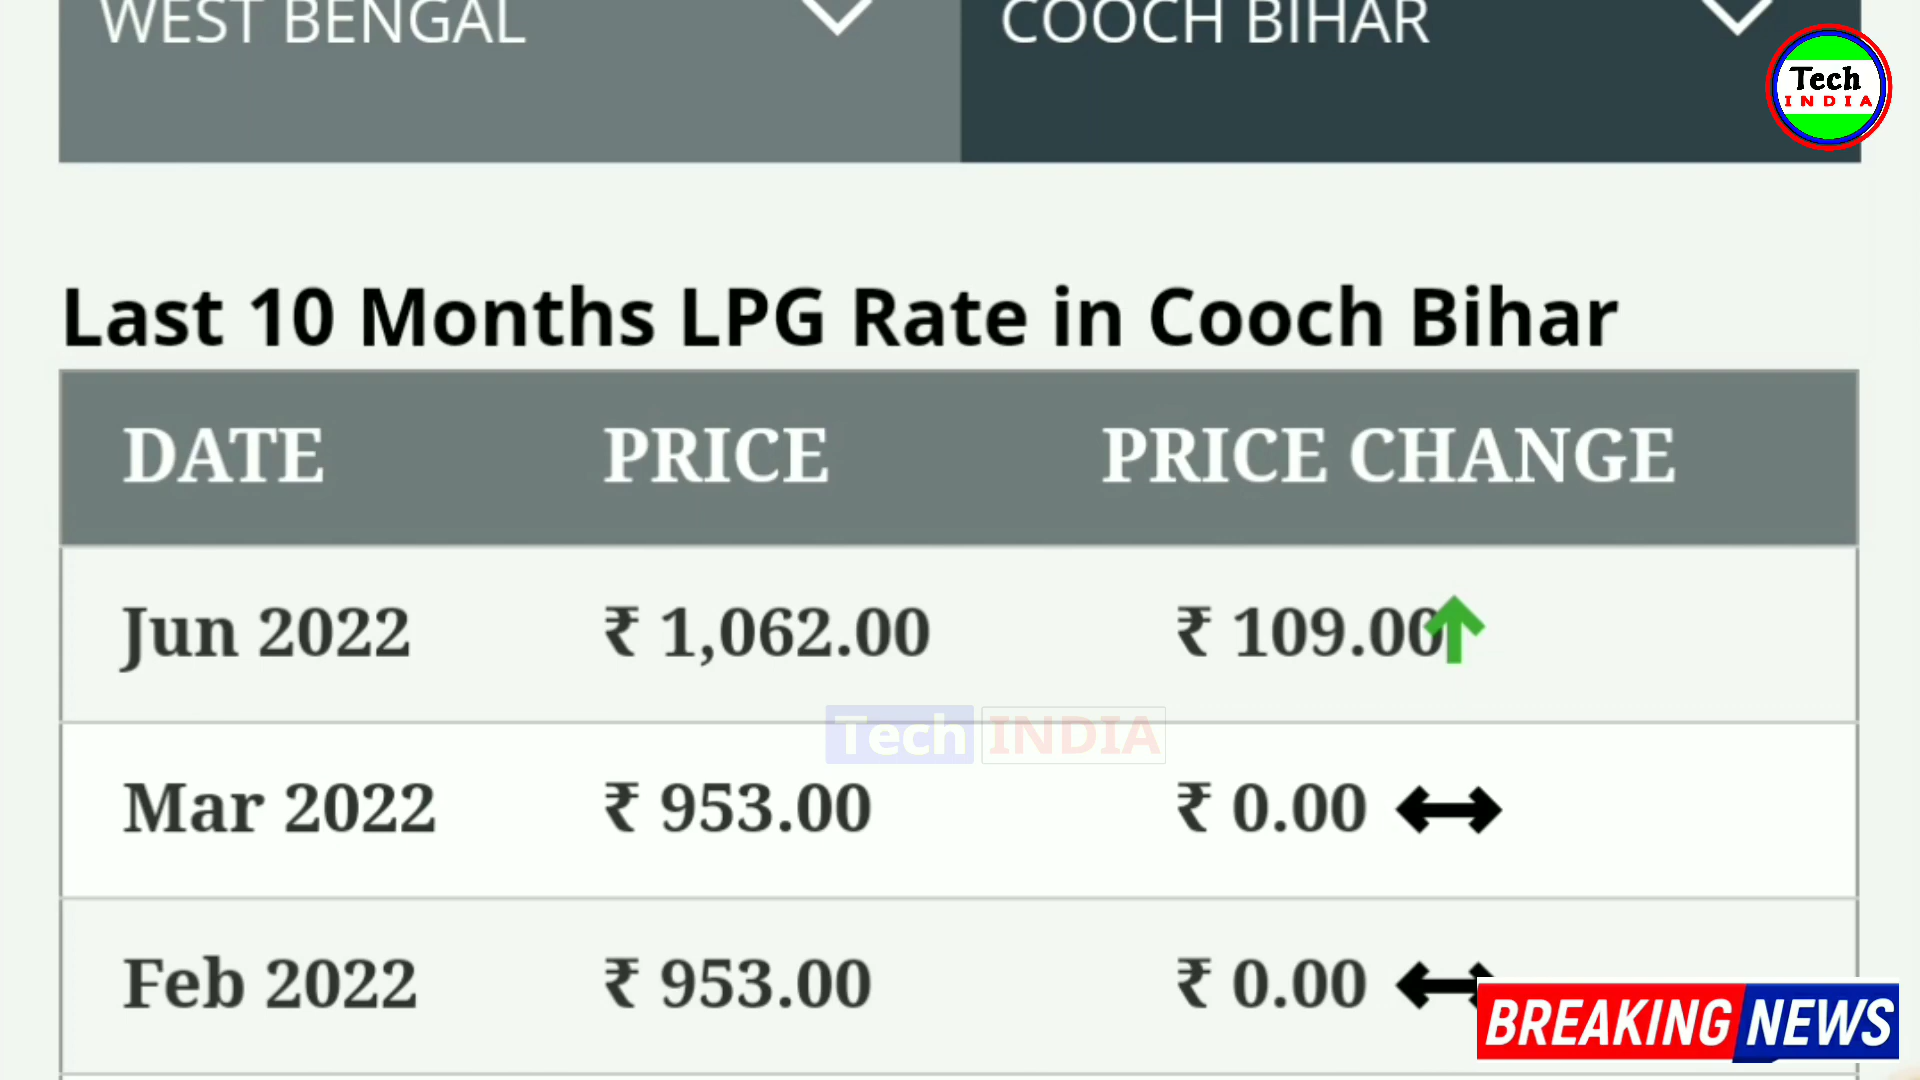 WEST BENGAL
COOCH BIHAR
Tech
INDIA
Last 10 Months LPG Rate in Cooch Bihar
DATE PRICE PRICE CHANGE
Jun 2022 ₹ 1,062.00 ₹ 109.00
Tech INDIA
Mar 2022 ₹ 953.00 ₹ 0.00
Feb 2022 ₹ 953.00 ₹ 0.00
BREAKING NEWS